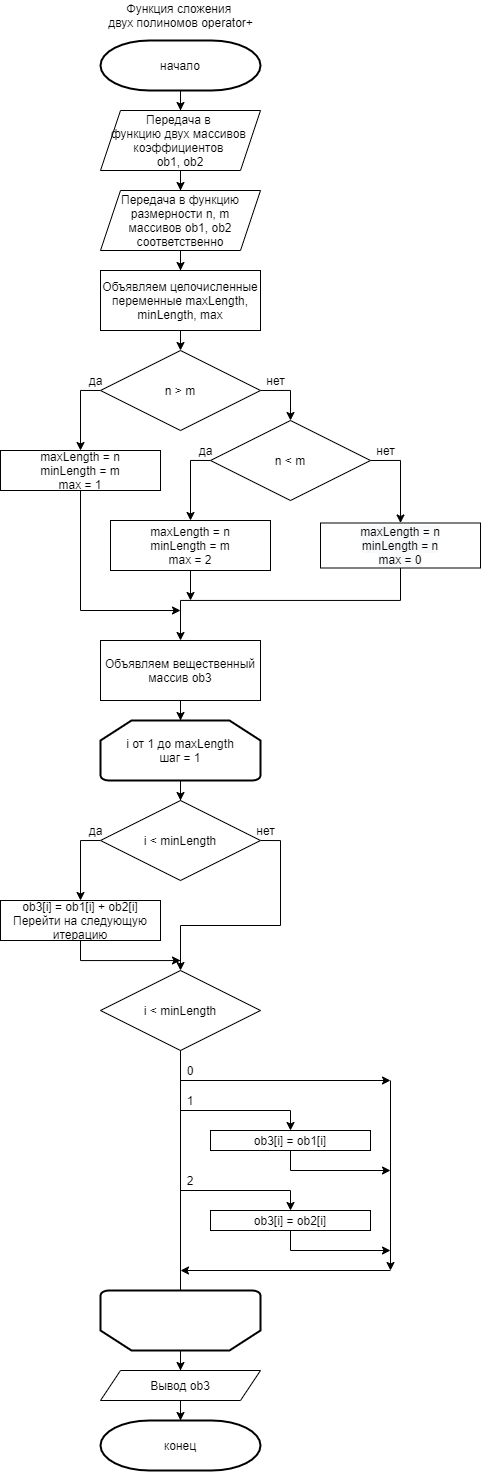 Функция сложения
двух полиномов operator+
начало
Передача в
функцию двух массивов
коэффициентов
ob1, ob2
Передача в функцию
размерности n, m
массивов ob1, ob2
соответственно
Объявляем целочисленные
переменные maxLength,
minLength, max
n > m
да
нет
maxLength = n
minLength = m
max = 1
n < m
да
нет
maxLength = n
minLength = m
max = 2
maxLength = n
minLength = n
max = 0
Объявляем вещественный
массив ob3
i от 1 до maxLength
шаг = 1
i < minLength
да
нет
ob3[i] = ob1[i] + ob2[i]
Перейти на следующую
итерацию
i < minLength
0
1
ob3[i] = ob1[i]
2
ob3[i] = ob2[i]
Вывод ob3
конец